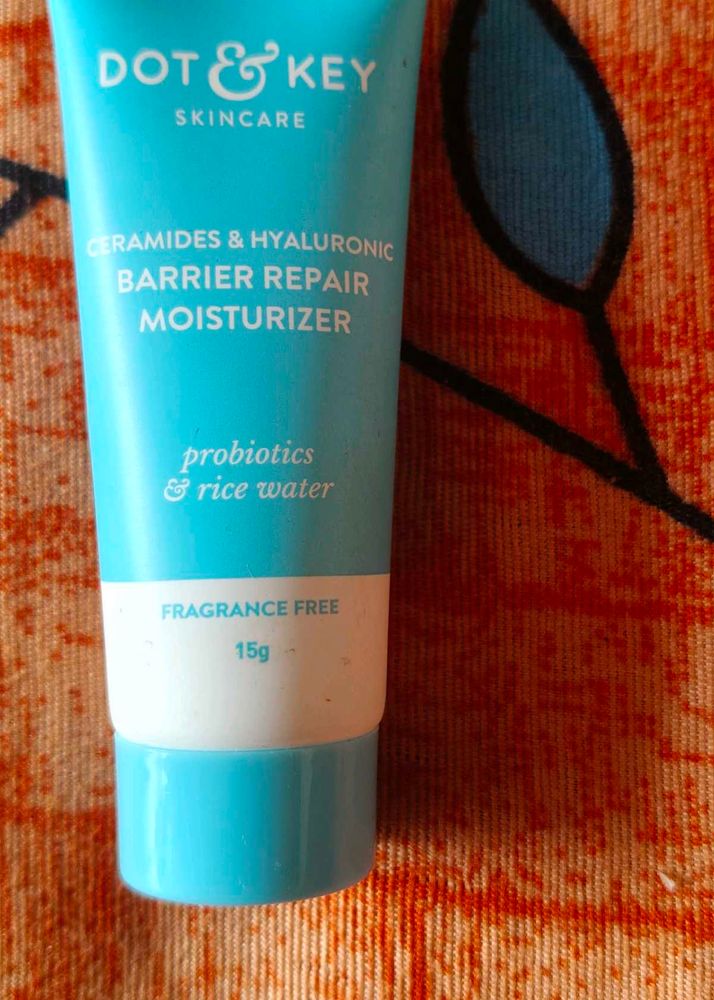 DOT & KEY
SKINCARE
CERAMIDES & HYALURONIC
BARRIER REPAIR
MOISTURIZER
probiotics
& rice water
FRAGRANCE FREE
15g